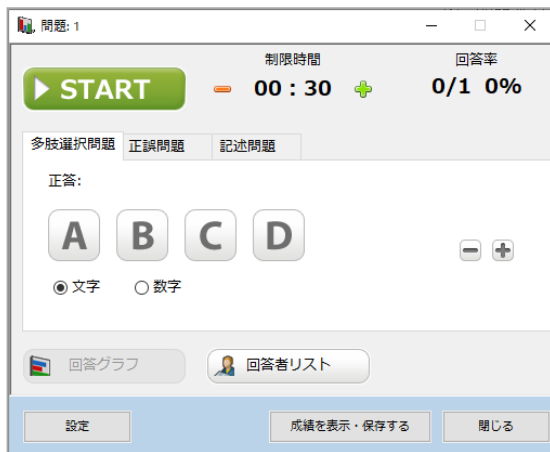 問題: 1
制限時間
回答率
START
00 : 30
0/1 0%
多肢選択問題
正誤問題
記述問題
正答:
A B C D
文字
数字
回答グラフ
回答者リスト
設定
成績を表示・保存する
閉じる